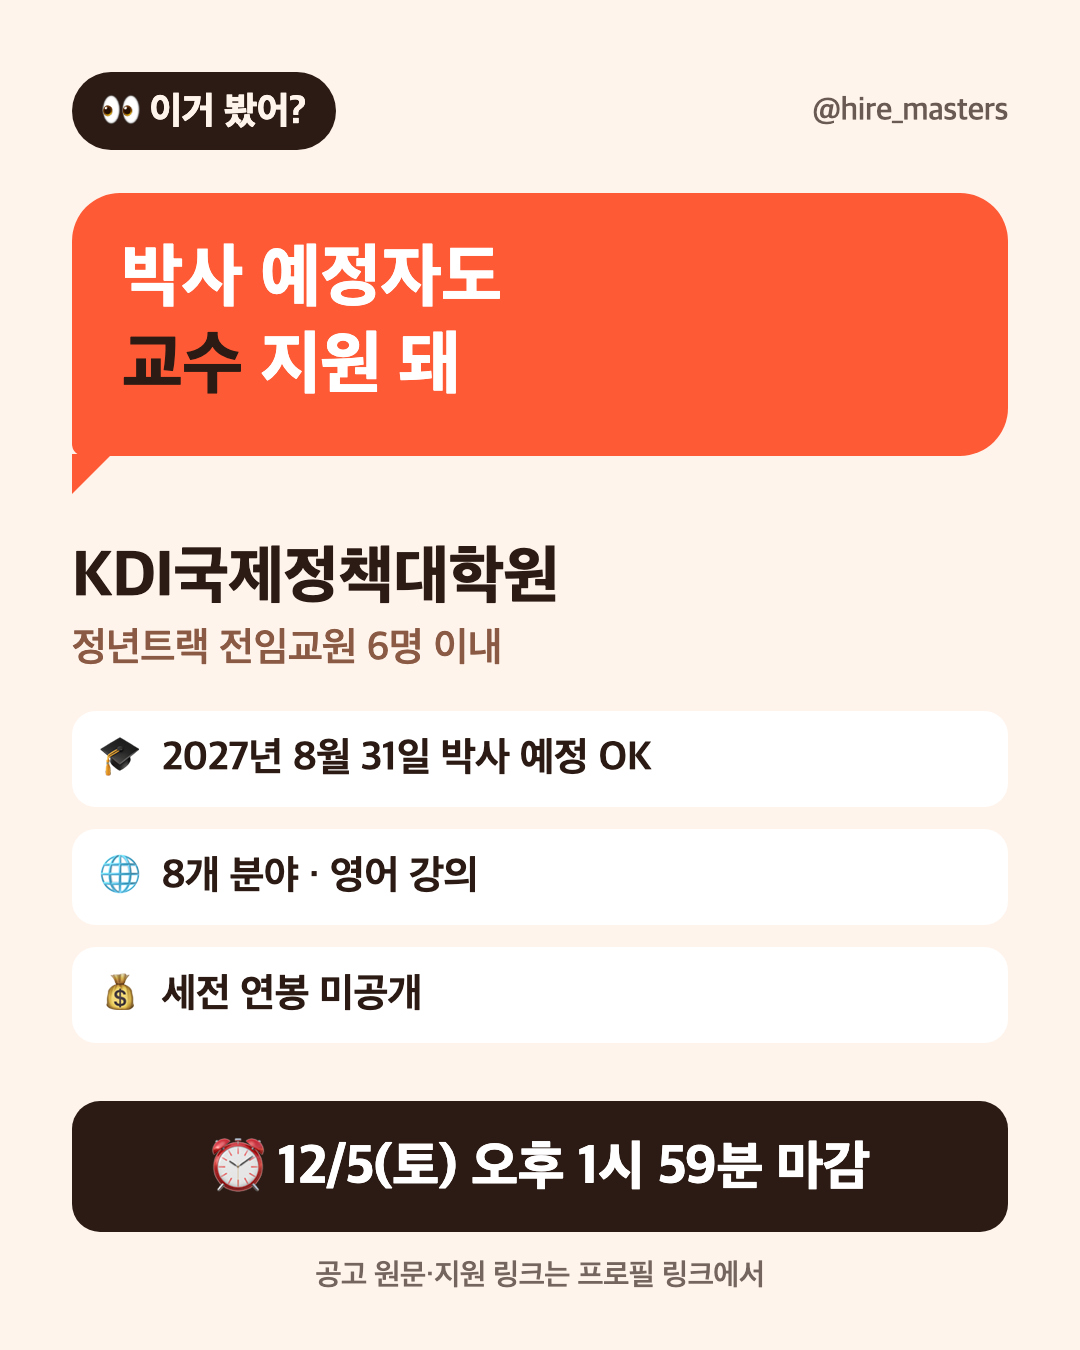 👀 이거 봤어?
@hire_masters
박사 예정자도
교수 지원 돼
KDI국제정책대학원
정년트랙 전임교원 6명 이내
🎓 2027년 8월 31일 박사 예정 OK
🌐 8개 분야 · 영어 강의
💰 세전 연봉 미공개
⏰ 12/5(토) 오후 1시 59분 마감
공고 원문·지원 링크는 프로필 링크에서